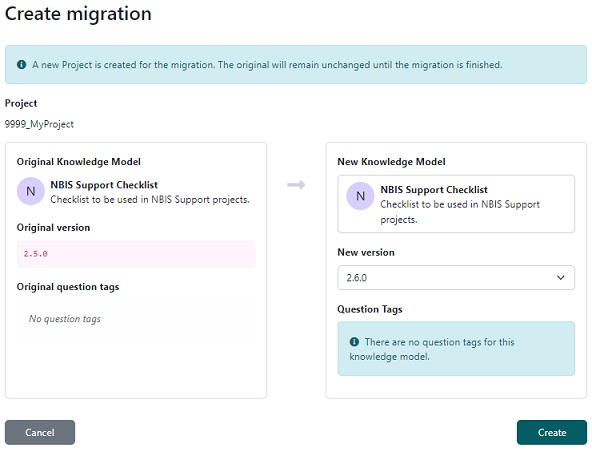 Create migration
A new Project is created for the migration. The original will remain unchanged until the migration is finished.
Project
9999_MyProject
Original Knowledge Model
N
NBIS Support Checklist
Checklist to be used in NBIS Support projects.
Original version
2.5.0
Original question tags
No question tags
New Knowledge Model
N
NBIS Support Checklist
Checklist to be used in NBIS Support
projects.
New version
2.6.0
Question Tags
There are no question tags for this
knowledge model.
Cancel
Create